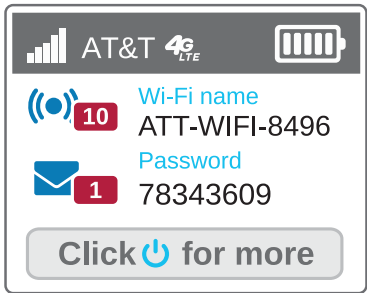 AT&T 4G LTE
Wi-Fi name
10 ATT-WIFI-8496
Password
1 78343609
Click for more